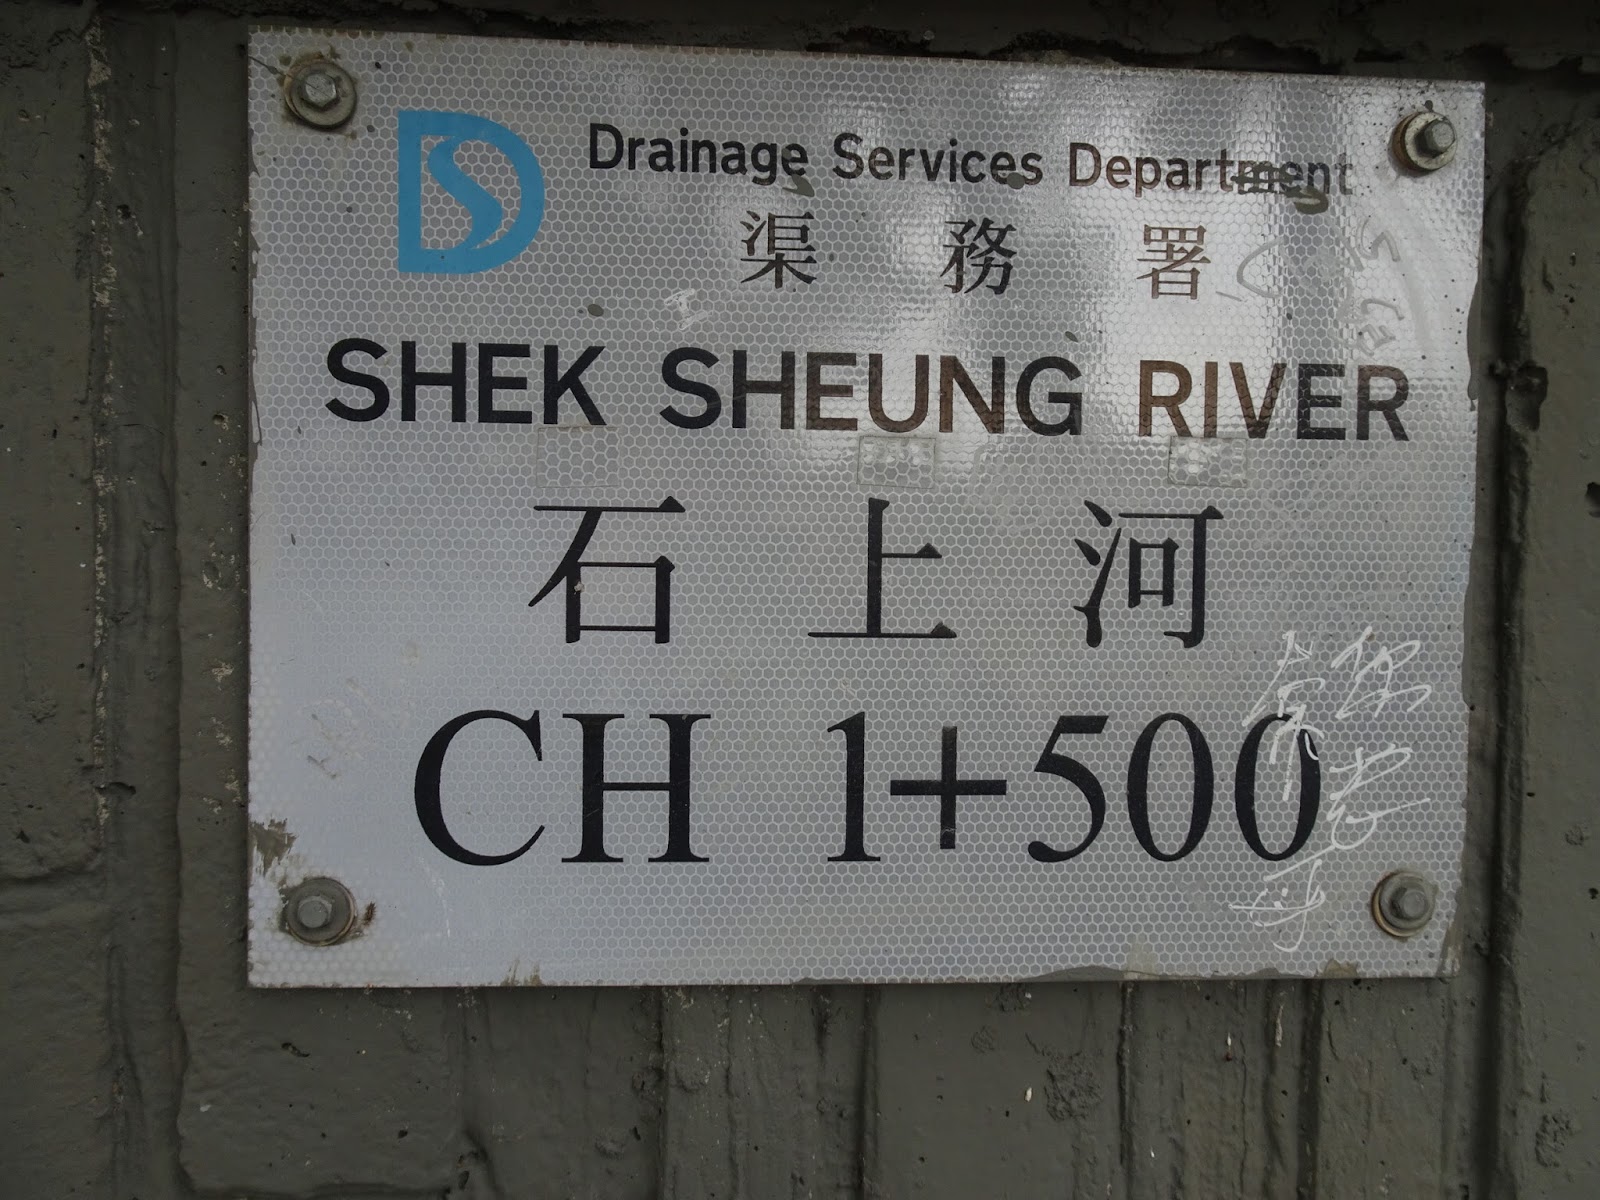 Drainage Services Department
渠務署
SHEK SHEUNG RIVER
石上河
CH 1+500